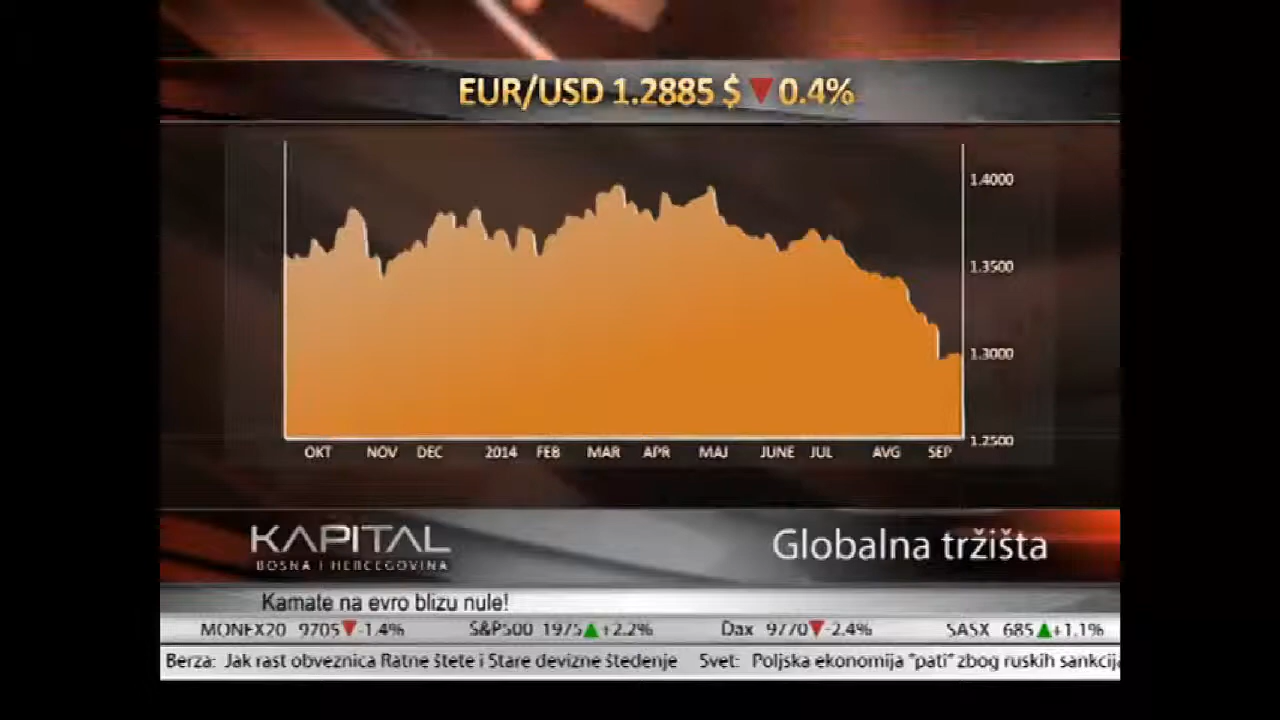 EUR/USD 1.2885 $ ▼ 0.4%
1.4000
1.3500
1.3000
1.2500
OKT NOV DEC 2014 FEB MAR APR MAJ JUNE JUL AVG SEP
KAPITAL
BOSNA I HERCEGOVINA
Globalna tržišta
Kamate na evro blizu nule!
MONEX20 9705▼-1.4% S&P500 1975▲+2.2% Dax 9770▼-2.4% SASX 685▲+1.1%
Berza: Jak rast obveznica Ratne štete i Stare devizne štednje Svet: Poljska ekonomija "pati" zbog ruskih sankcija